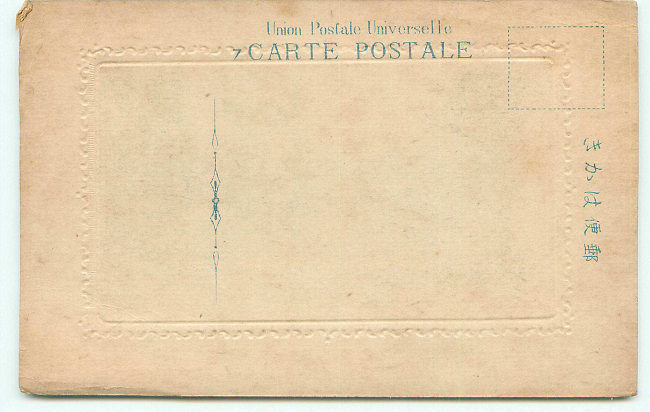 Union Postale Universelle
CARTE POSTALE
きかは便郵